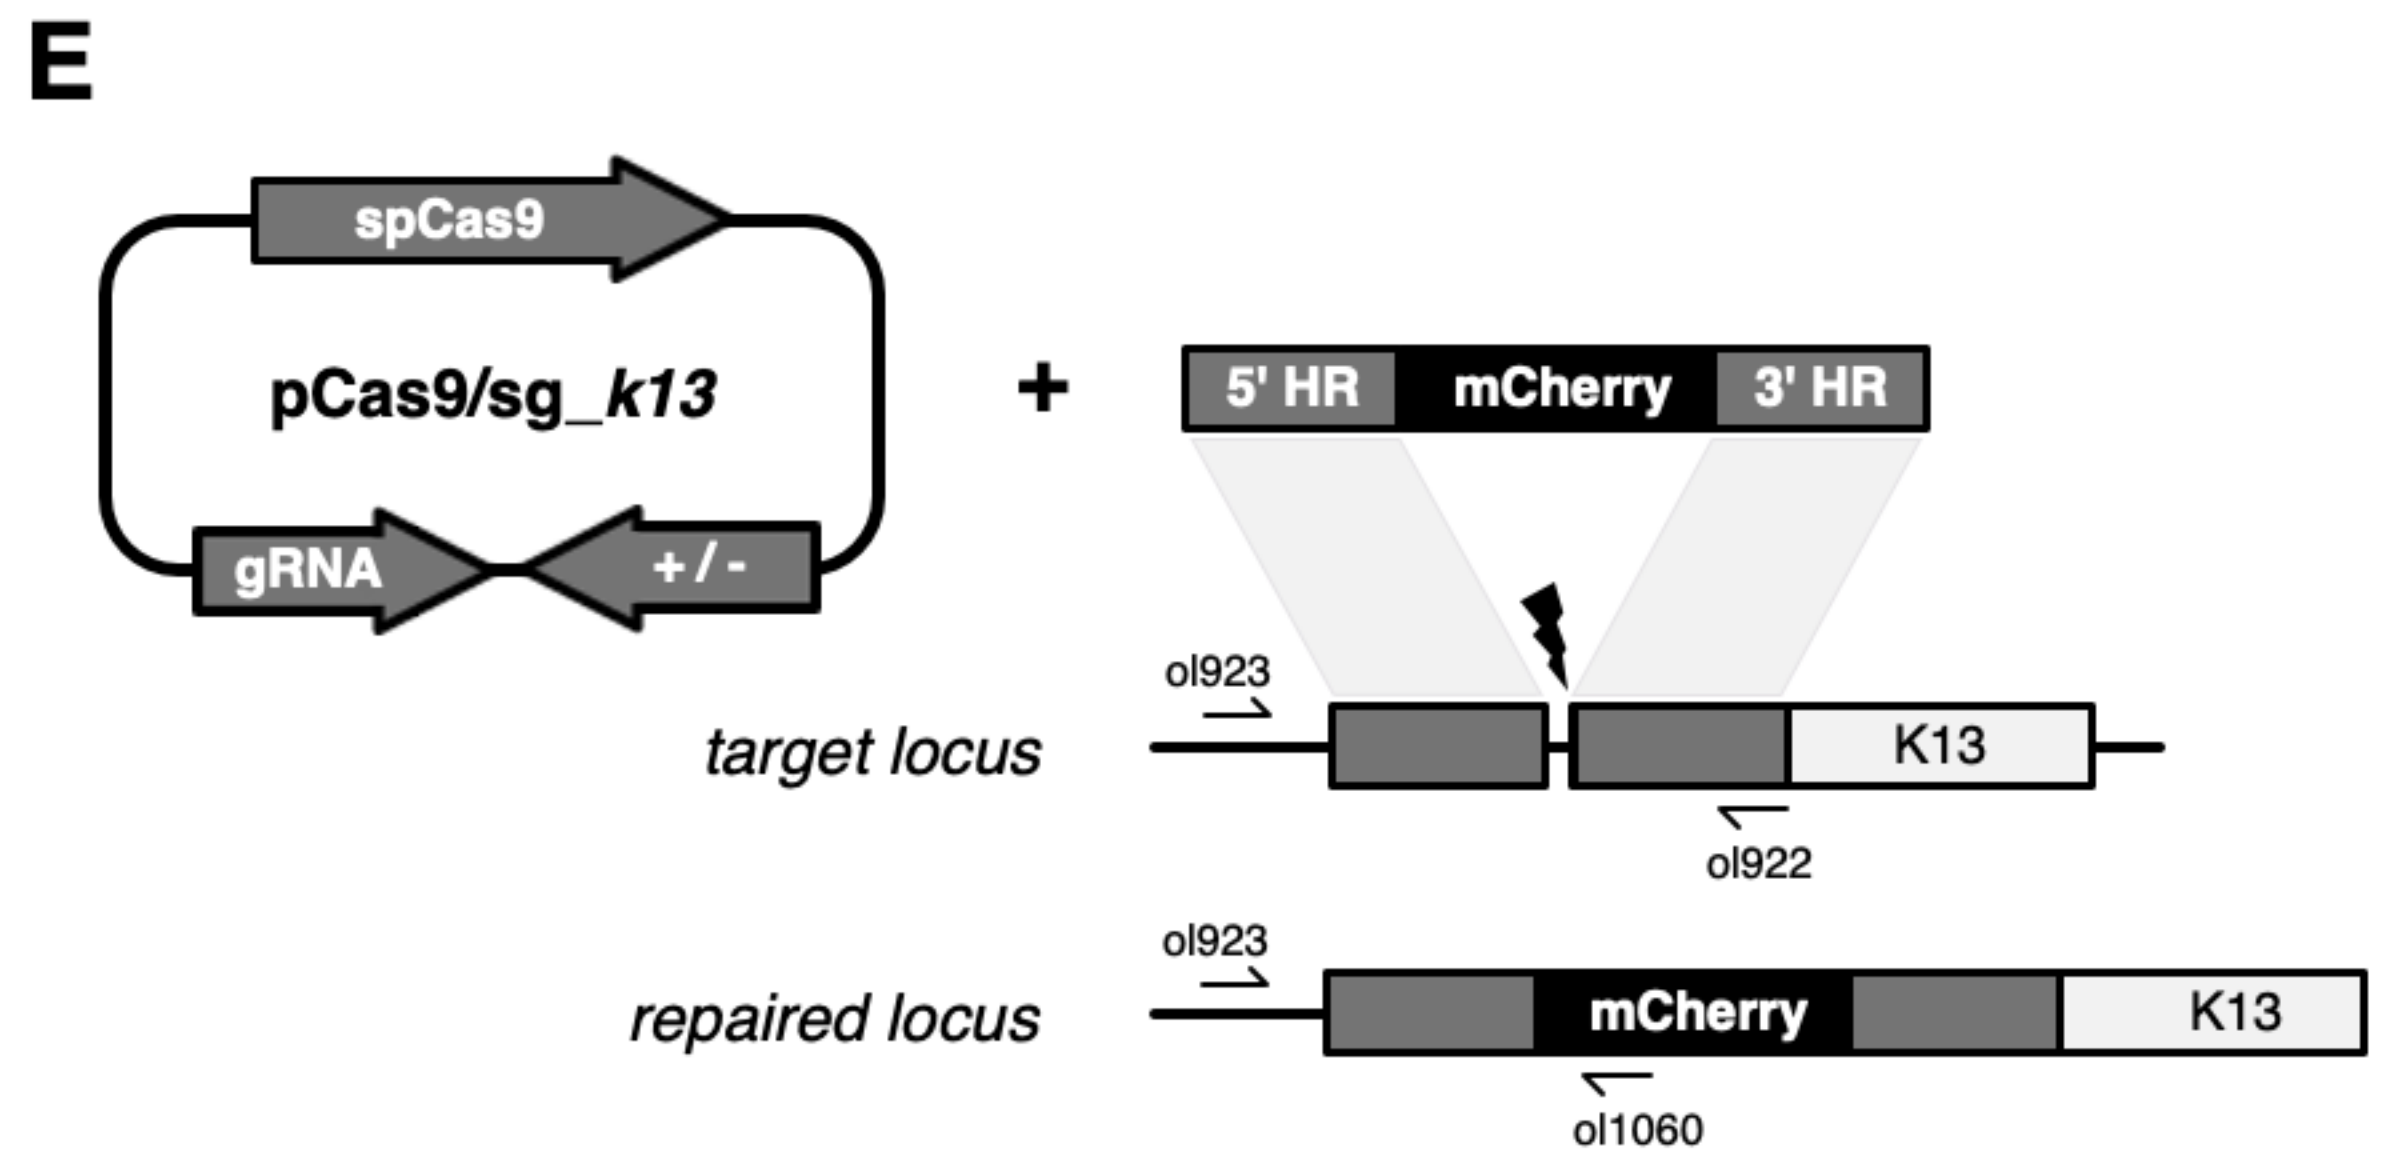 E
spCas9
pCas9/sg_k13
gRNA
+ / -
+
5' HR mCherry 3' HR
ol923
target locus
K13
ol922
ol923
repaired locus
mCherry
K13
ol1060